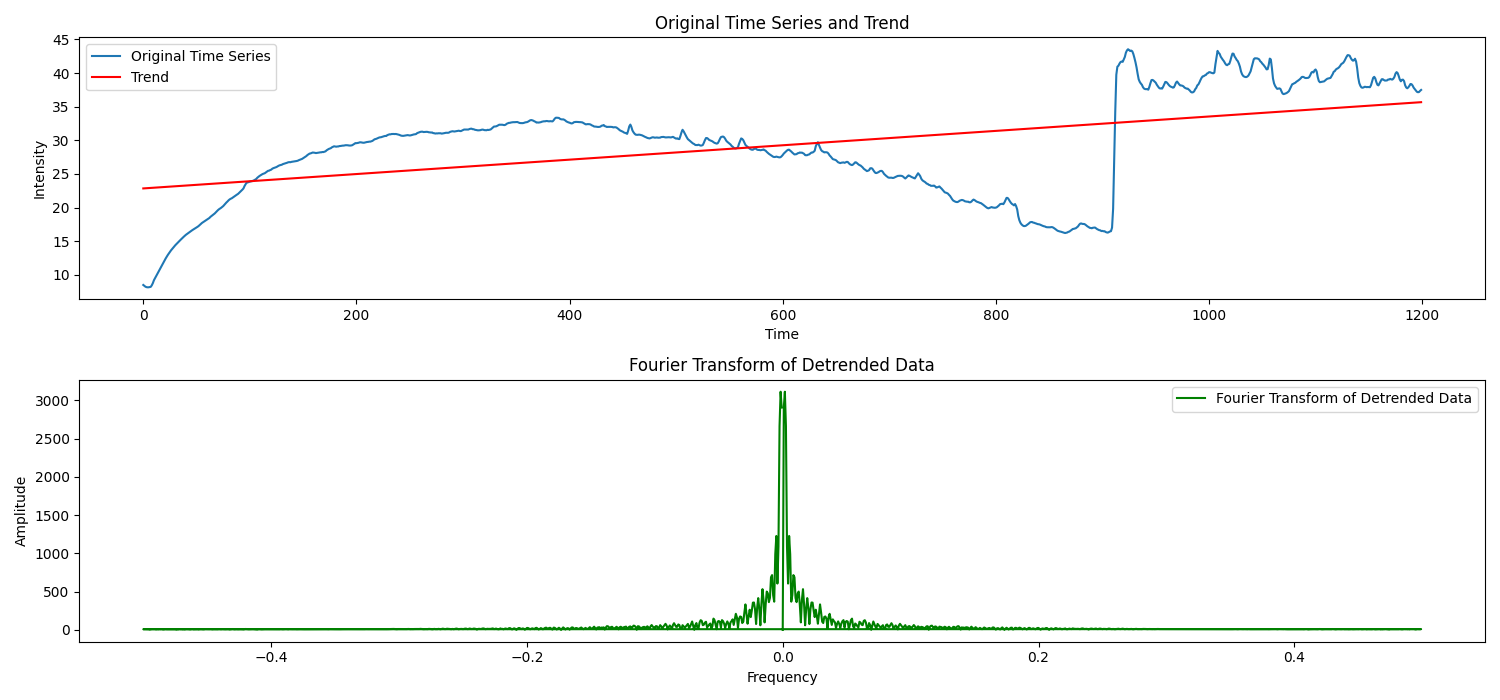 Original Time Series and Trend
45
40
35
30
25
20
15
10
Intensity
Original Time Series
Trend
0 200 400 600 800 1000 1200
Time
Fourier Transform of Detrended Data
3000
2500
2000
1500
1000
500
0
Amplitude
Fourier Transform of Detrended Data
−0.4 −0.2 0.0 0.2 0.4
Frequency